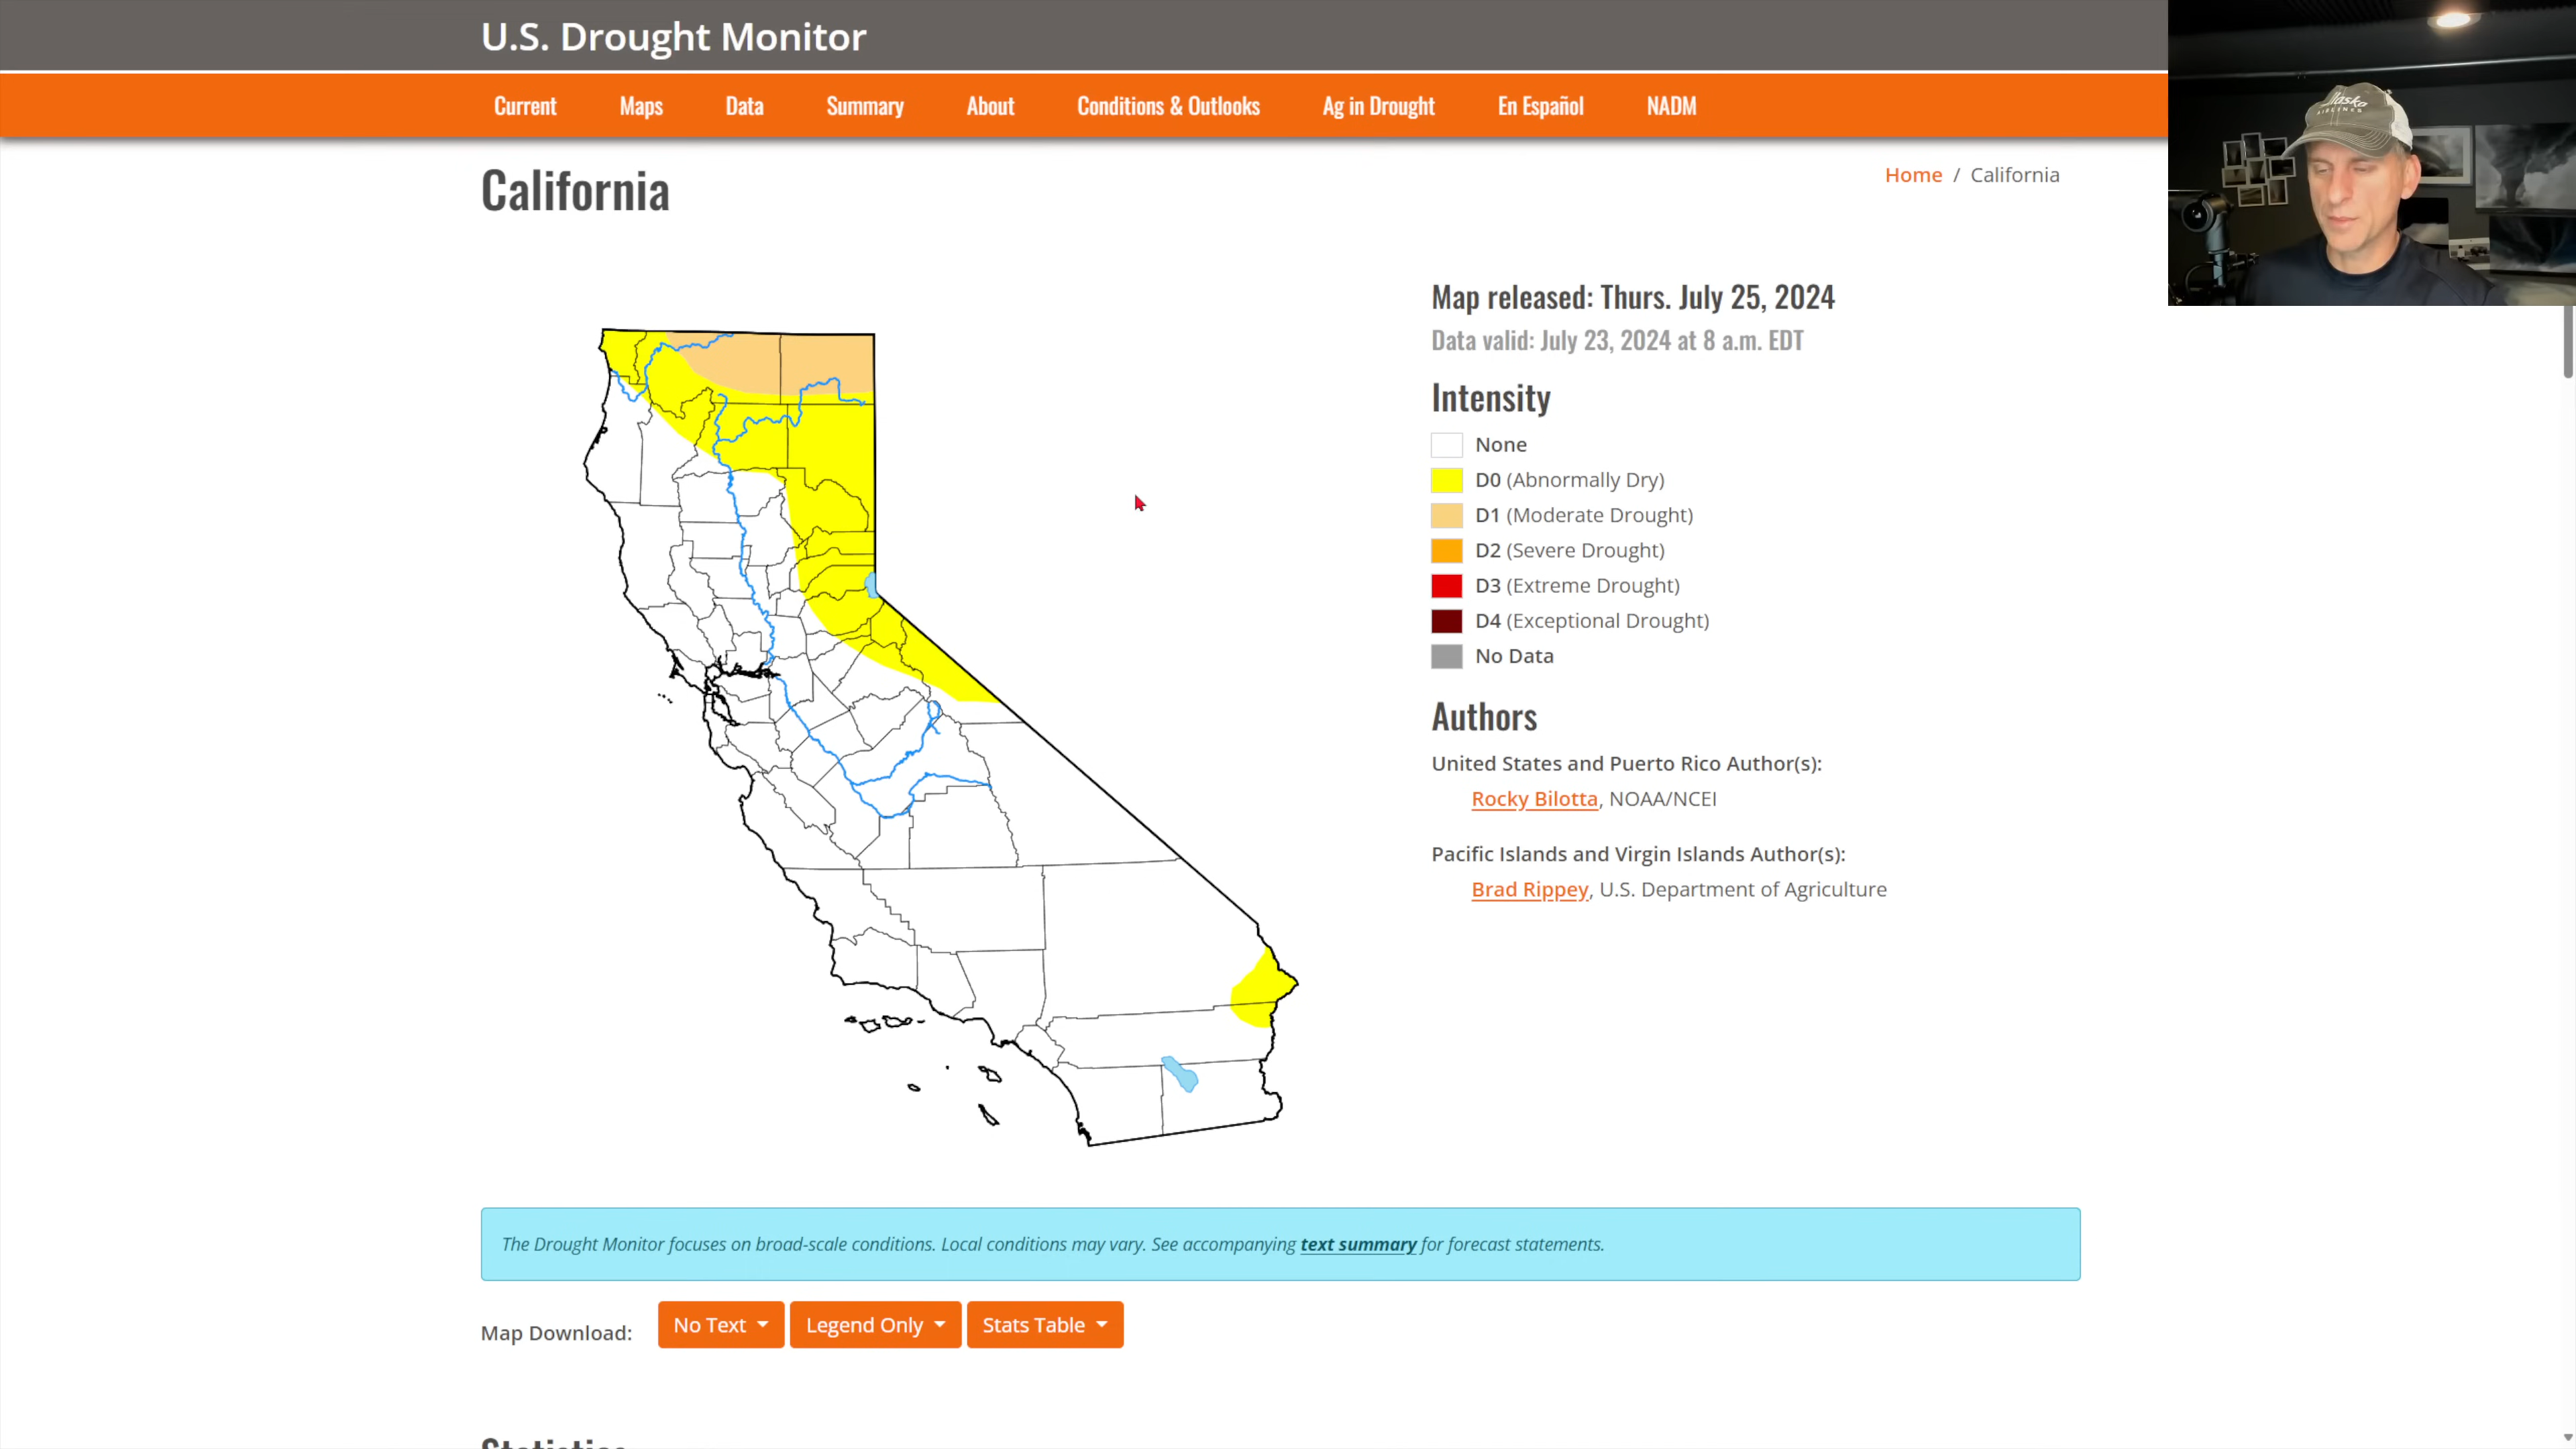 U.S. Drought Monitor
Current Maps Data Summary About Conditions & Outlooks Ag in Drought En Español NADM
California
Home / California
Alaska
AIRLINES
Map released: Thurs. July 25, 2024
Data valid: July 23, 2024 at 8 a.m. EDT
Intensity
None
D0 (Abnormally Dry)
D1 (Moderate Drought)
D2 (Severe Drought)
D3 (Extreme Drought)
D4 (Exceptional Drought)
No Data
Authors
United States and Puerto Rico Author(s):
Rocky Bilotta, NOAA/NCEI
Pacific Islands and Virgin Islands Author(s):
Brad Rippey, U.S. Department of Agriculture
The Drought Monitor focuses on broad-scale conditions. Local conditions may vary. See accompanying text summary for forecast statements.
Map Download: No Text Legend Only Stats Table
Statistics